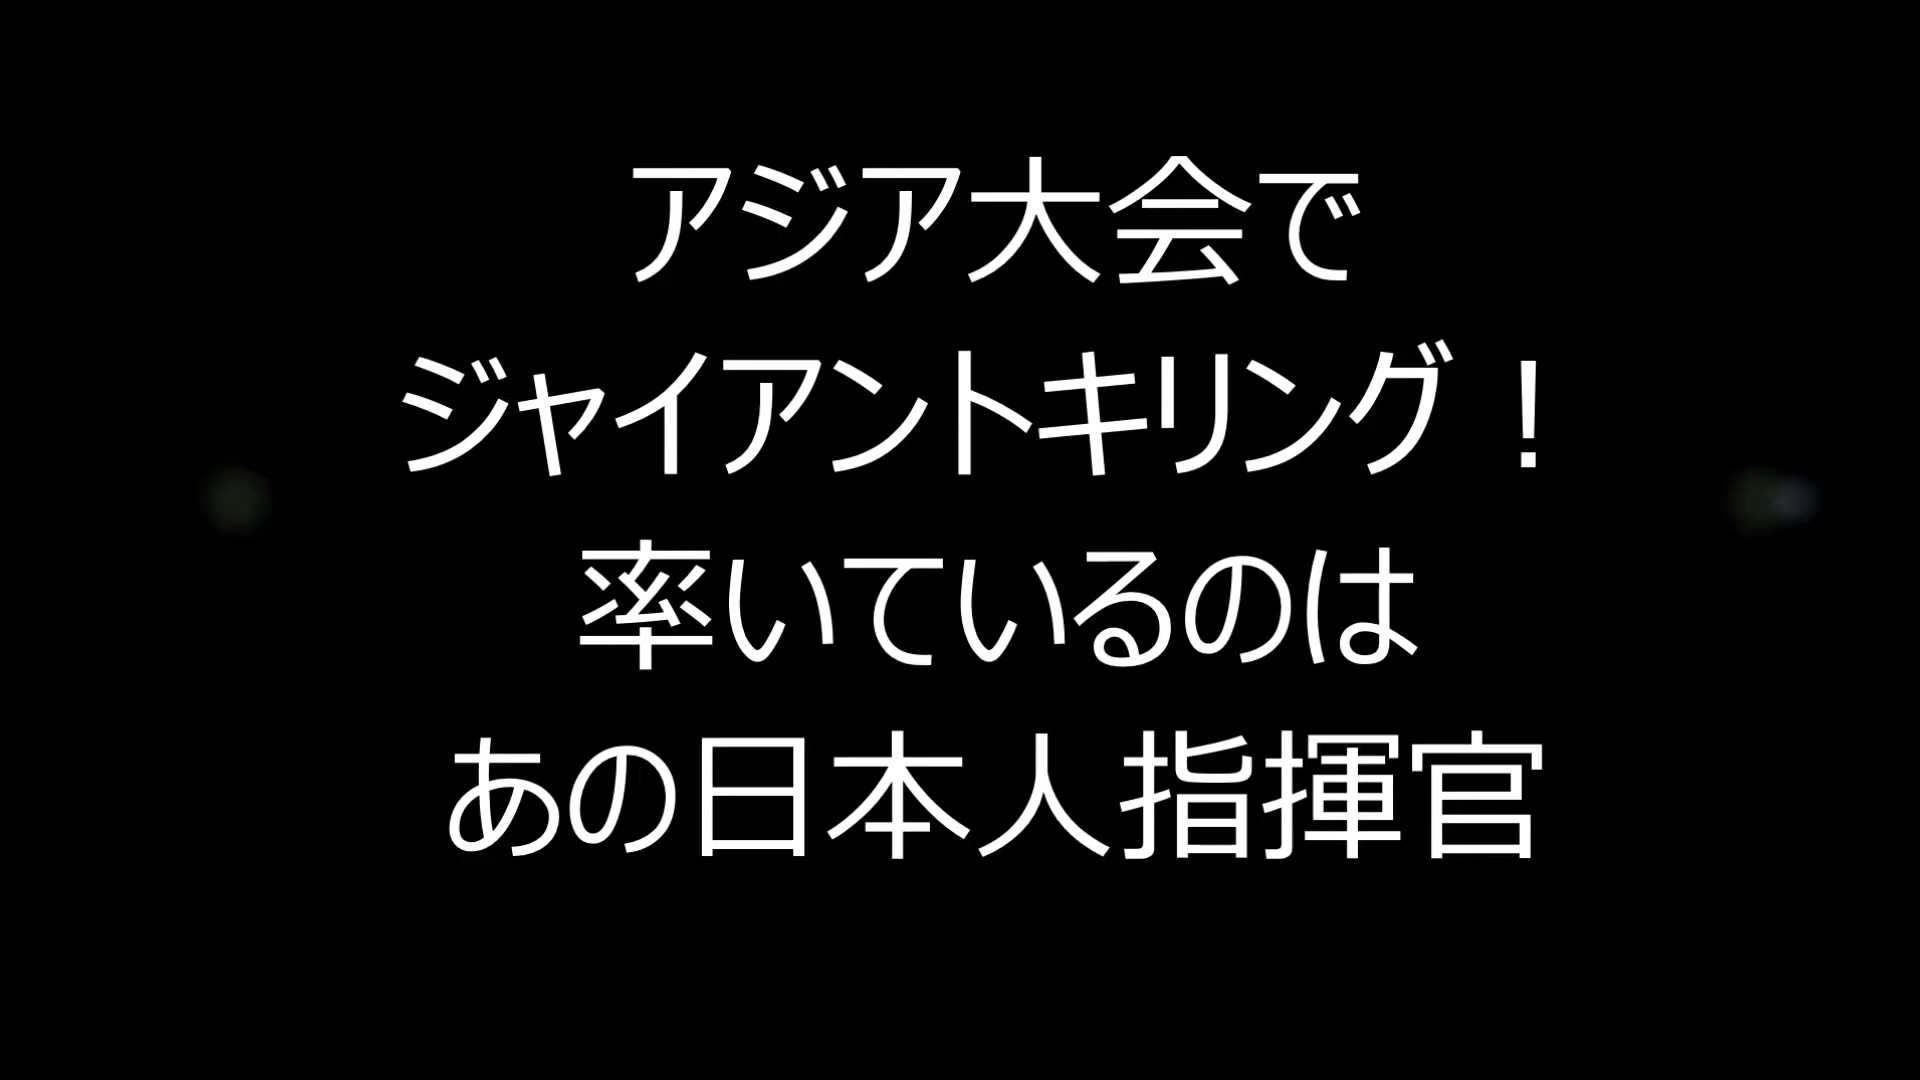 アジア大会で
ジャイアントキリング！
率いているのは
あの日本人指揮官